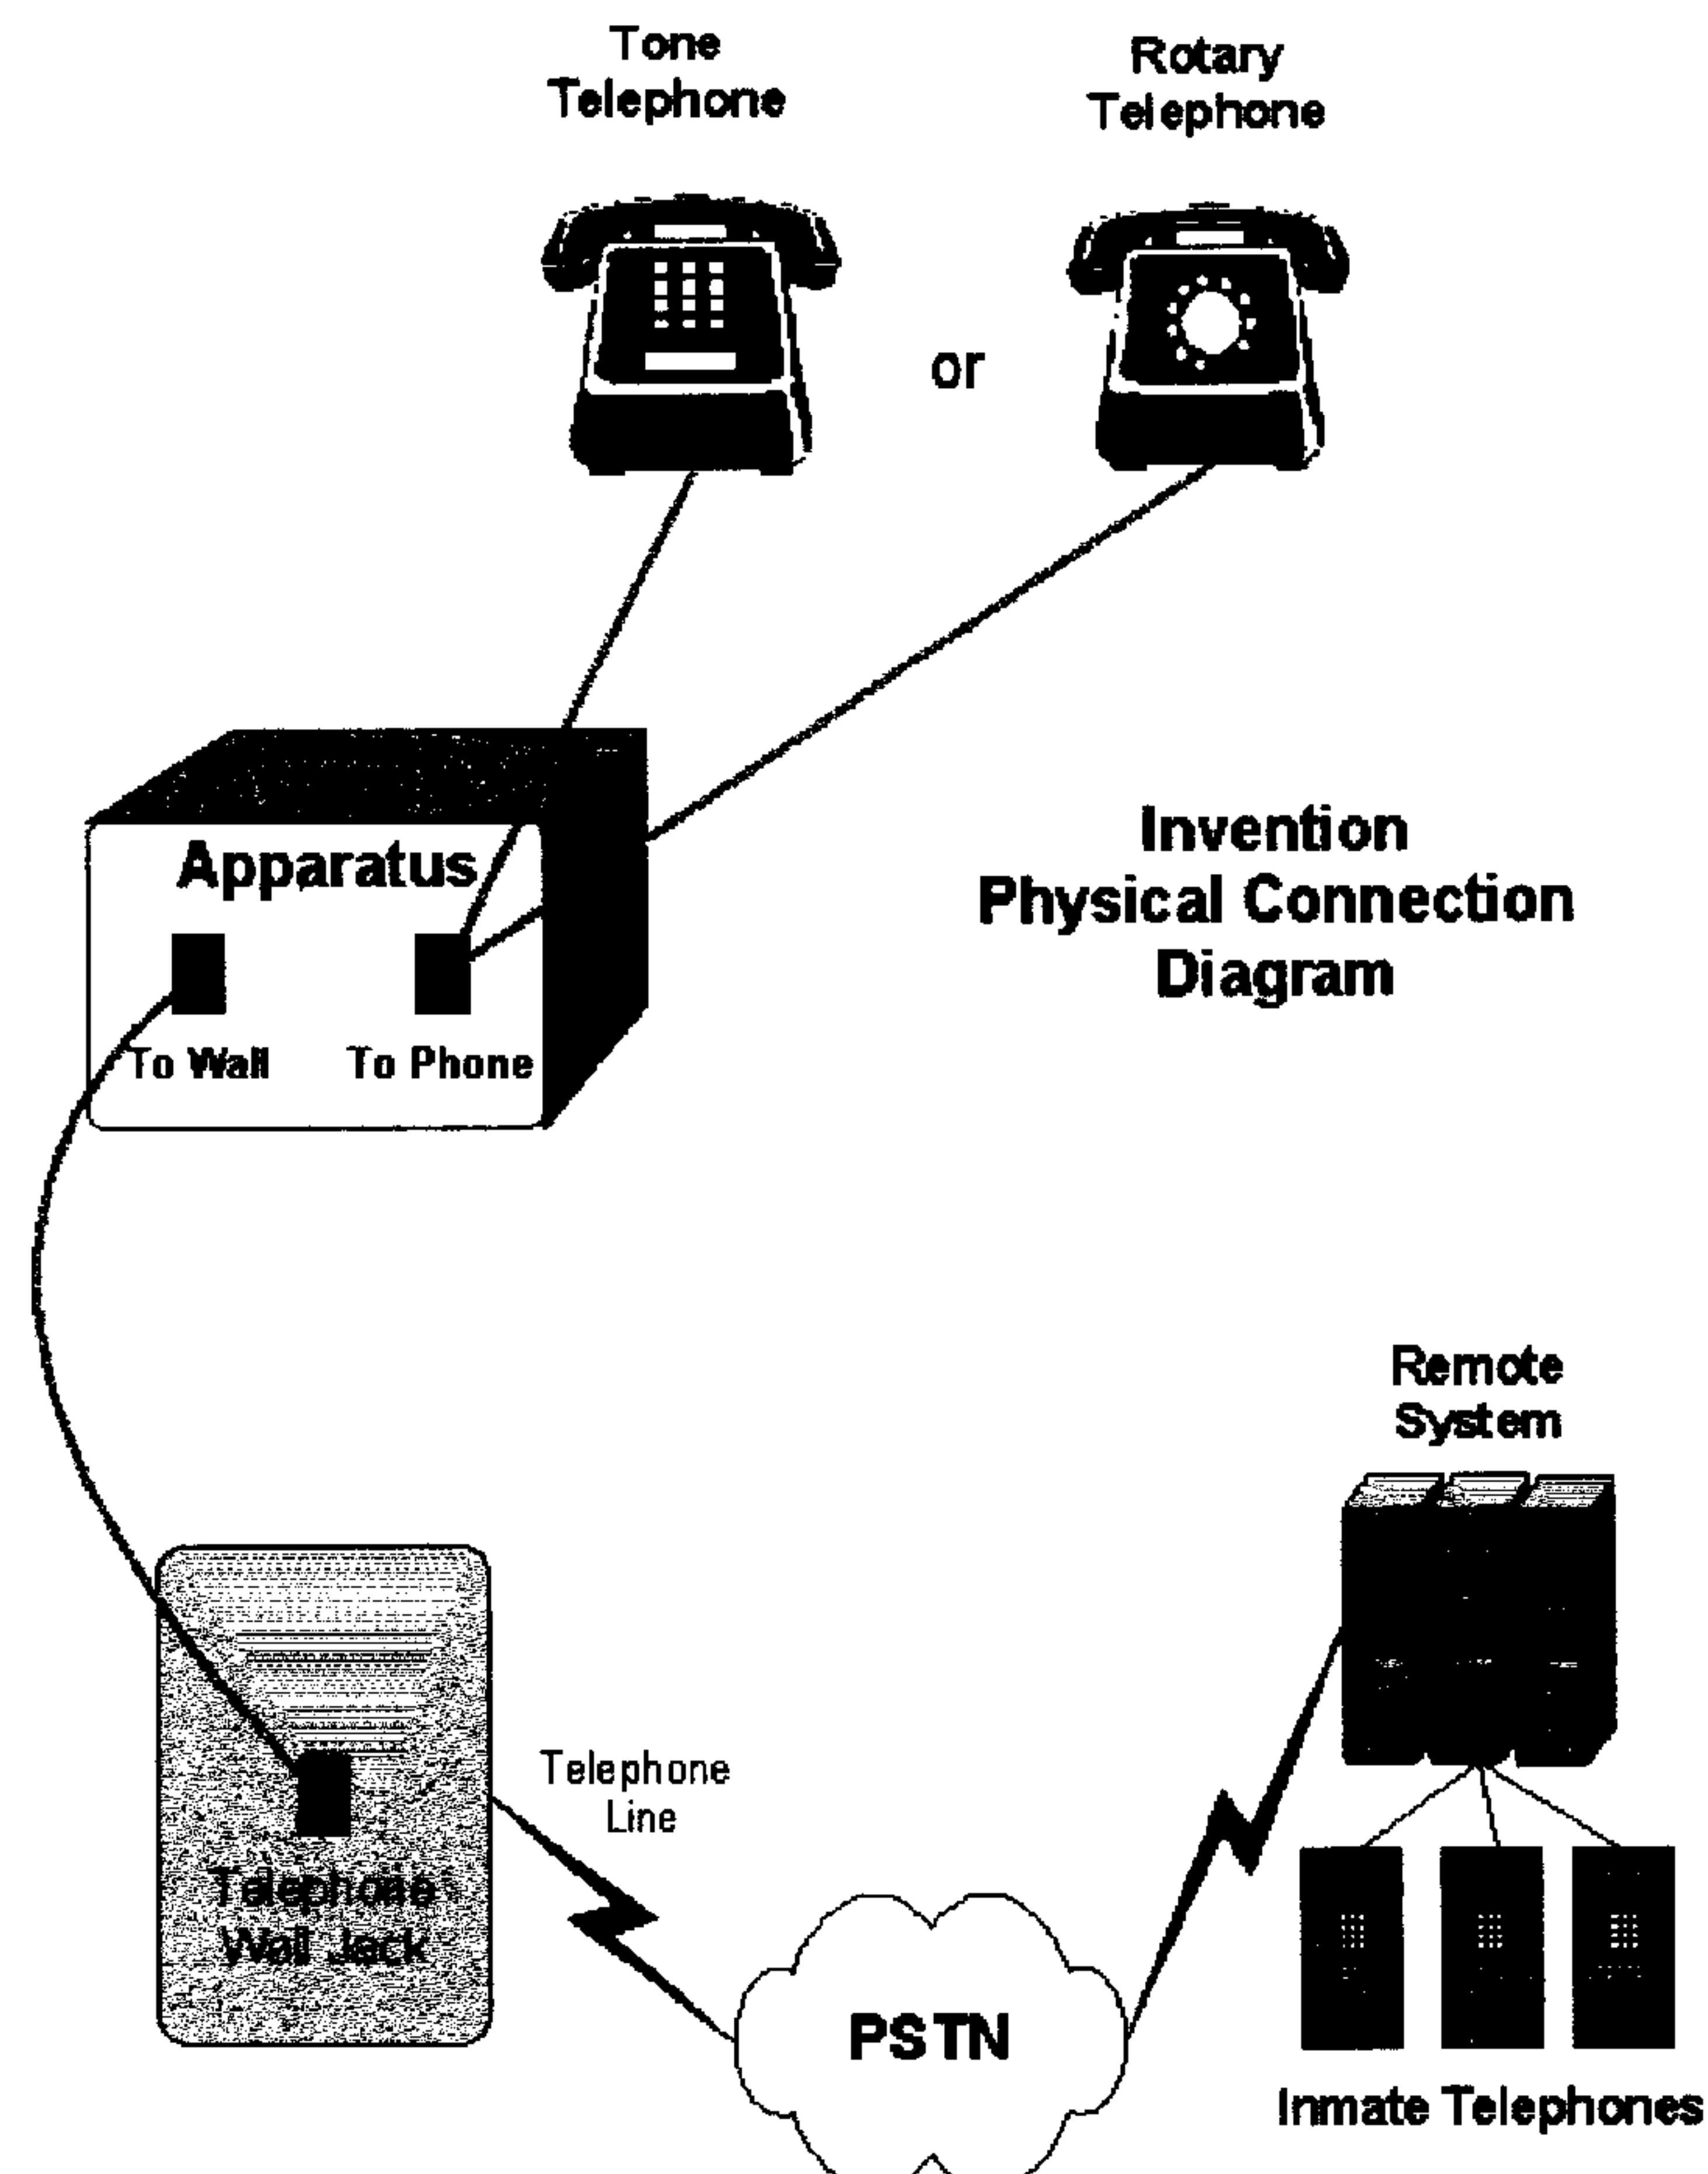 Tone
Telephone
Rotary
Telephone
or
Apparatus
To Wall
To Phone
Invention
Physical Connection
Diagram
Remote
System
Telephone
Line
Telephone
Wall Jack
PSTN
Inmate Telephones